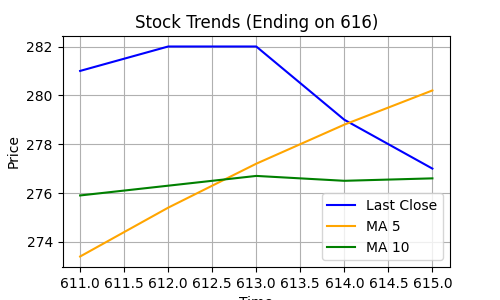 Stock Trends (Ending on 616)
Price
282
280
278
276
274
Last Close
MA 5
MA 10
611.0 611.5 612.0 612.5 613.0 613.5 614.0 614.5 615.0
Time